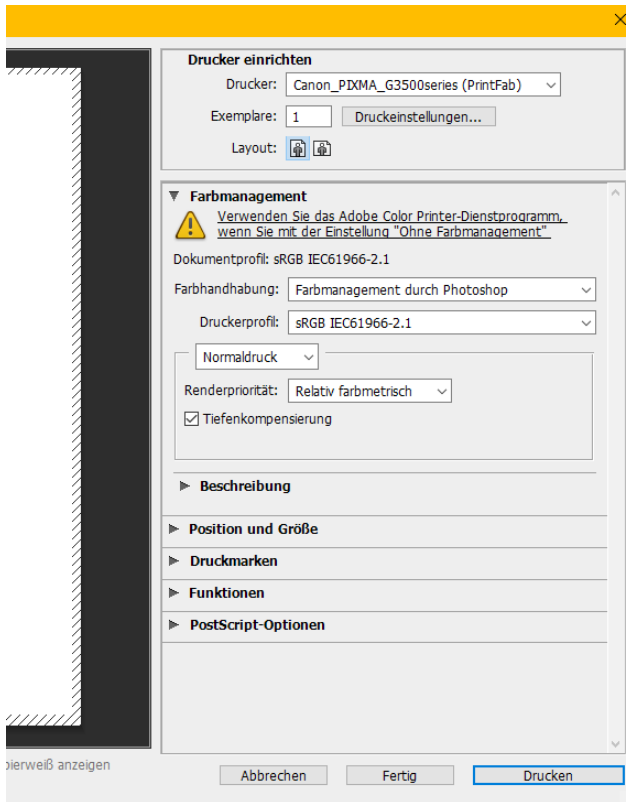 Drucker einrichten
Drucker: Canon_PIXMA_G3500series (PrintFab)
Exemplare: 1 Druckeinstellungen...
Layout:
Farbmanagement
Verwenden Sie das Adobe Color Printer-Dienstprogramm,
wenn Sie mit der Einstellung "Ohne Farbmanagement"
Dokumentprofil: sRGB IEC61966-2.1
Farbhandhabung: Farbmanagement durch Photoshop
Druckerprofil: sRGB IEC61966-2.1
Normaldruck
Renderpriorität: Relativ farbmetrisch
Tiefenkompensierung
Beschreibung
Position und Größe
Druckmarken
Funktionen
PostScript-Optionen
pierweiß anzeigen
Abbrechen Fertig Drucken